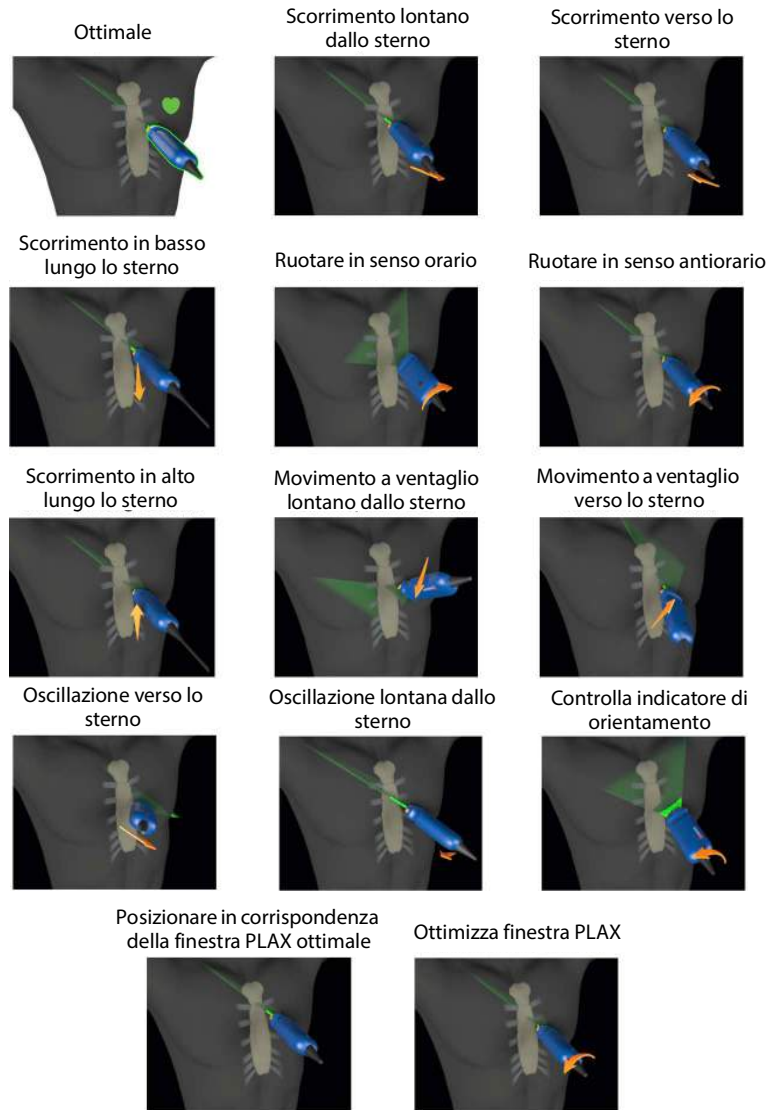 Ottimale
Scorrimento lontano
dallo sterno
Scorrimento verso lo
sterno
Scorrimento in basso
lungo lo sterno
Ruotare in senso orario
Ruotare in senso antiorario
Scorrimento in alto
lungo lo sterno
Movimento a ventaglio
lontano dallo sterno
Movimento a ventaglio
verso lo sterno
Oscillazione verso lo
sterno
Oscillazione lontana dallo
sterno
Controlla indicatore di
orientamento
Posizionare in corrispondenza
della finestra PLAX ottimale
Ottimizza finestra PLAX